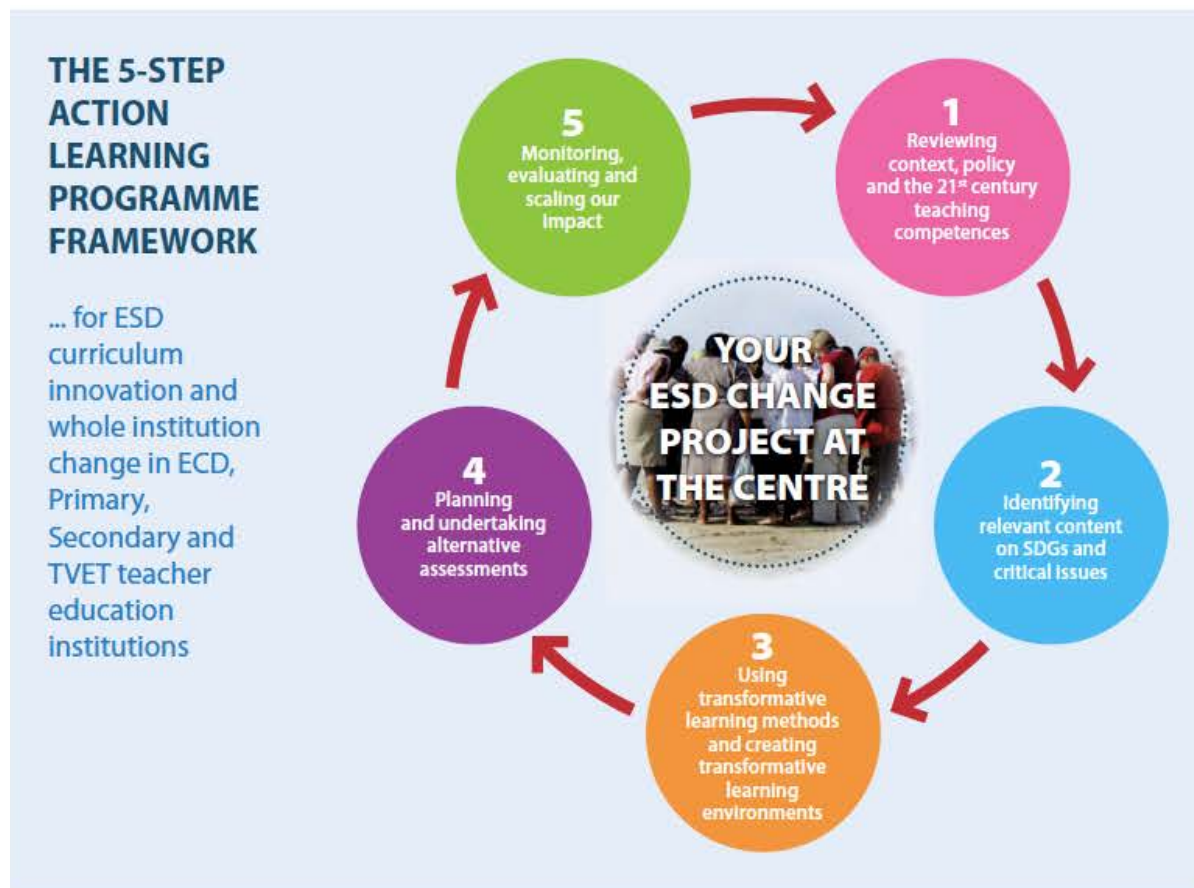 THE 5-STEP
ACTION
LEARNING
PROGRAMME
FRAMEWORK
... for ESD
curriculum
innovation and
whole institution
change in ECD,
Primary,
Secondary and
TVET teacher
education
institutions
1
Reviewing
context, policy
and the 21st century
teaching
competences
2
Identifying
relevant content
on SDGs and
critical issues
3
Using
transformative
learning methods
and creating
transformative
learning
environments
4
Planning
and undertaking
alternative
assessments
5
Monitoring,
evaluating and
scaling our
impact
YOUR
ESD CHANGE
PROJECT AT
THE CENTRE